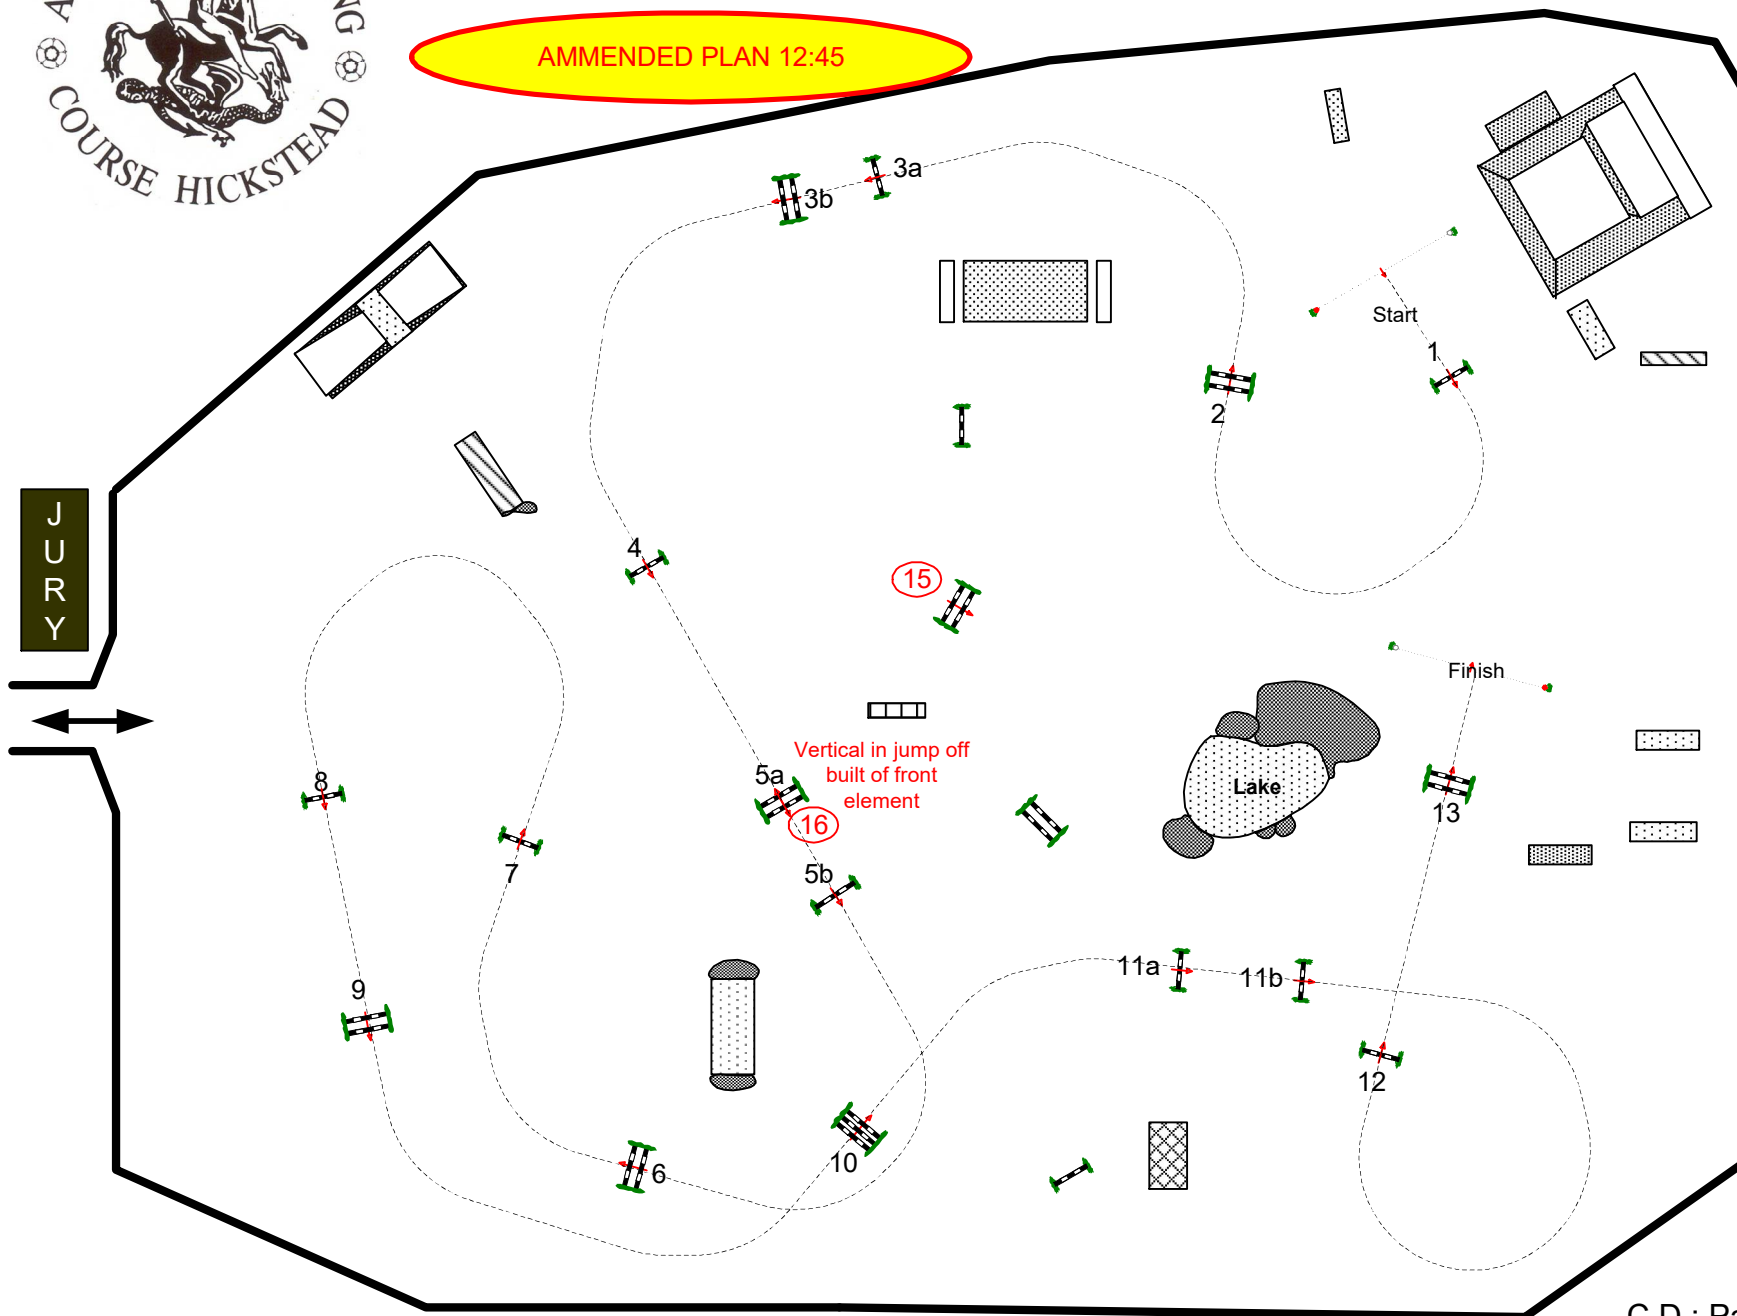 COURSE HICKSTEAD
AMMENDED PLAN 12:45
3a
3b
Start
1
2
J
U
R
Y
4
15
Finish
Vertical in jump off
built of front
element
5a
16
Lake
8
13
7
5b
11a
11b
9
12
10
6